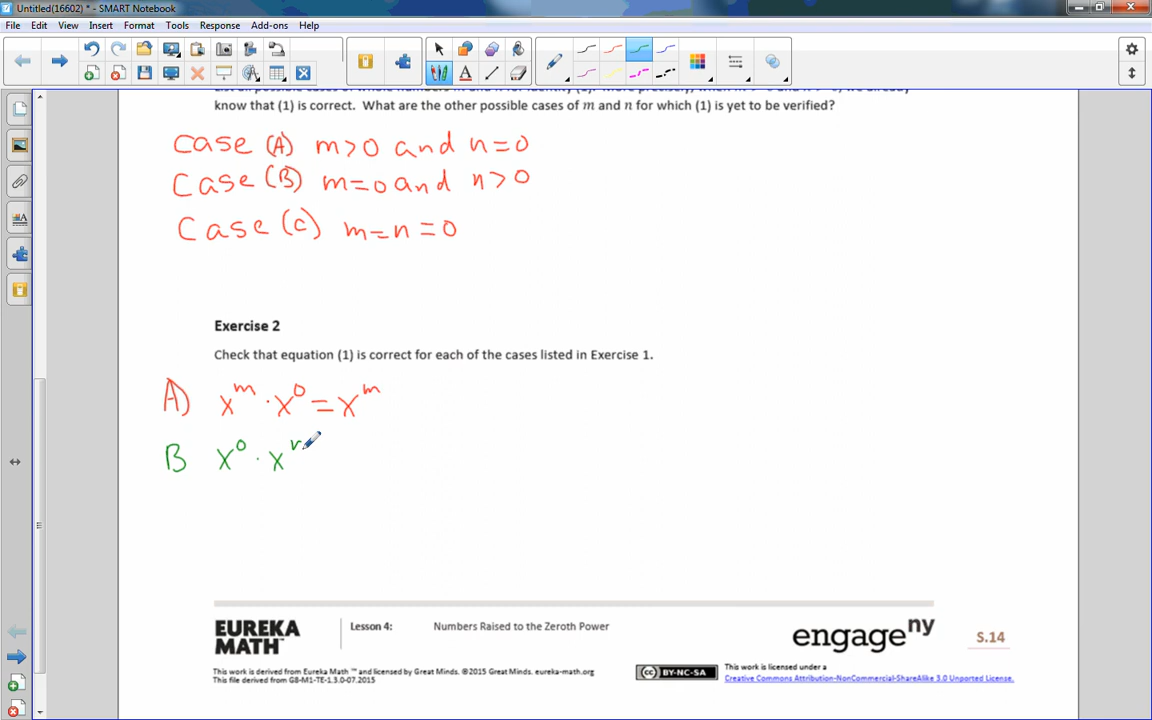 Untitled(16602) * - SMART Notebook
File Edit View Insert Format Tools Response Add-ons Help
know that (1) is correct. What are the other possible cases of m and n for which (1) is yet to be verified?
Case (A) m>0 and n=0
Case (B) m=0 and n>0
Case (C) m=n=0
Exercise 2
Check that equation (1) is correct for each of the cases listed in Exercise 1.
A) x^m · x^0 = x^m
B x^0 · x
EUREKA MATH™
Lesson 4: Numbers Raised to the Zeroth Power
engage^ny
S.14
This work is derived from Eureka Math ™ and licensed by Great Minds. ©2015 Great Minds. eureka-math.org
This file derived from G8-M1-TE-1.3.0-07.2015
(cc) BY-NC-SA
This work is licensed under a
Creative Commons Attribution-NonCommercial-ShareAlike 3.0 Unported License.